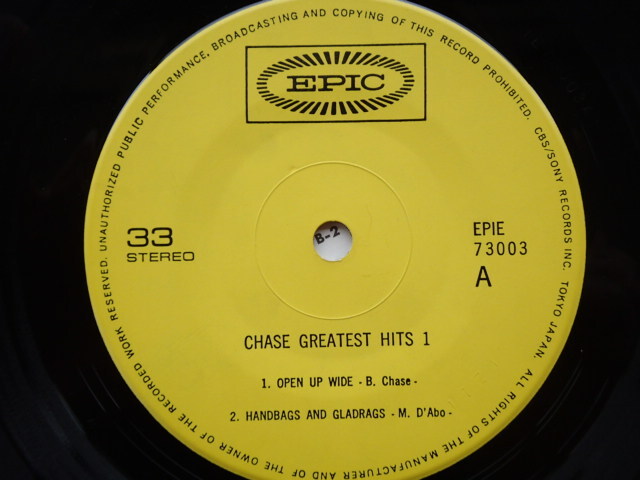 UNAUTHORIZED PUBLIC PERFORMANCE, BROADCASTING AND COPYING OF THIS RECORD PROHIBITED. CBS/SONY RECORDS INC. TOKYO JAPAN. ALL RIGHTS OF THE MANUFACTURER AND OF THE OWNER OF THE RECORDED WORK RESERVED.
EPIC
33
STEREO
B-2
EPIE
73003
A
CHASE GREATEST HITS 1
1. OPEN UP WIDE - B. Chase -
2. HANDBAGS AND GLADRAGS - M. D'Abo -